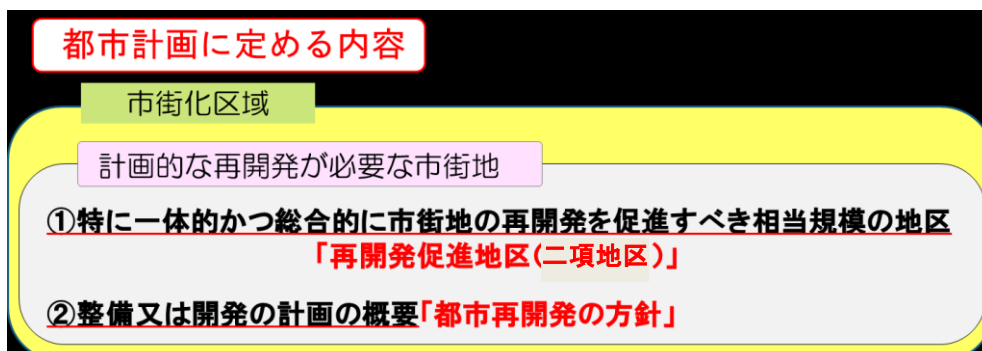 都市計画に定める内容
市街化区域
計画的な再開発が必要な市街地
①特に一体的かつ総合的に市街地の再開発を促進すべき相当規模の地区
「再開発促進地区(二項地区)」
②整備又は開発の計画の概要「都市再開発の方針」